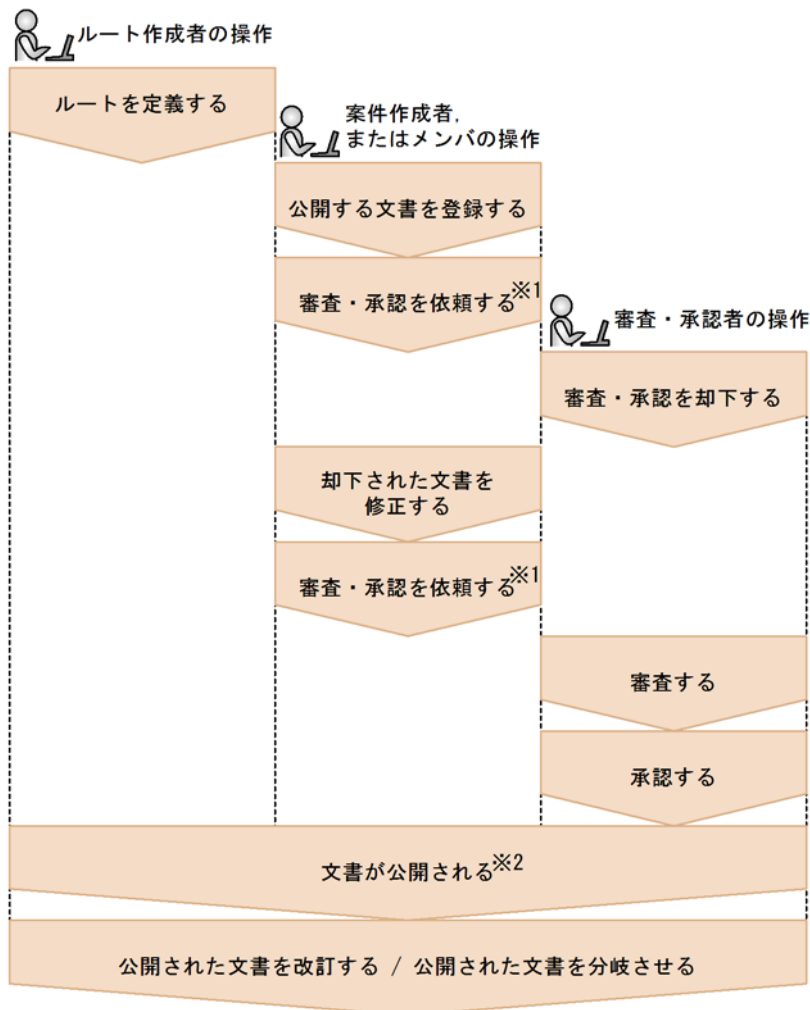 ルート作成者の操作
ルートを定義する
案件作成者,
またはメンバの操作
公開する文書を登録する
審査・承認を依頼する※1
審査・承認者の操作
審査・承認を却下する
却下された文書を
修正する
審査・承認を依頼する※1
審査する
承認する
文書が公開される※2
公開された文書を改訂する / 公開された文書を分岐させる